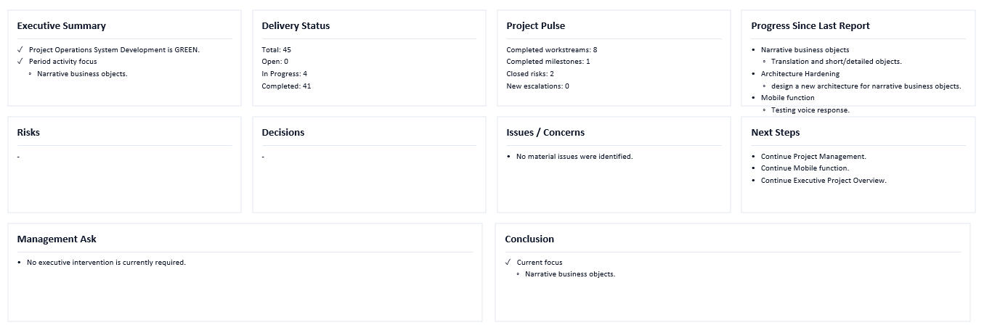 Executive Summary
✓ Project Operations System Development is GREEN.
✓ Period activity focus
∘ Narrative business objects.
Delivery Status
Total: 45
Open: 0
In Progress: 4
Completed: 41
Project Pulse
Completed workstreams: 8
Completed milestones: 1
Closed risks: 2
New escalations: 0
Progress Since Last Report
• Narrative business objects
∘ Translation and short/detailed objects.
• Architecture Hardening
∘ design a new architecture for narrative business objects.
• Mobile function
∘ Testing voice response.
Risks
-
Decisions
-
Issues / Concerns
• No material issues were identified.
Next Steps
• Continue Project Management.
• Continue Mobile function.
• Continue Executive Project Overview.
Management Ask
• No executive intervention is currently required.
Conclusion
✓ Current focus
∘ Narrative business objects.